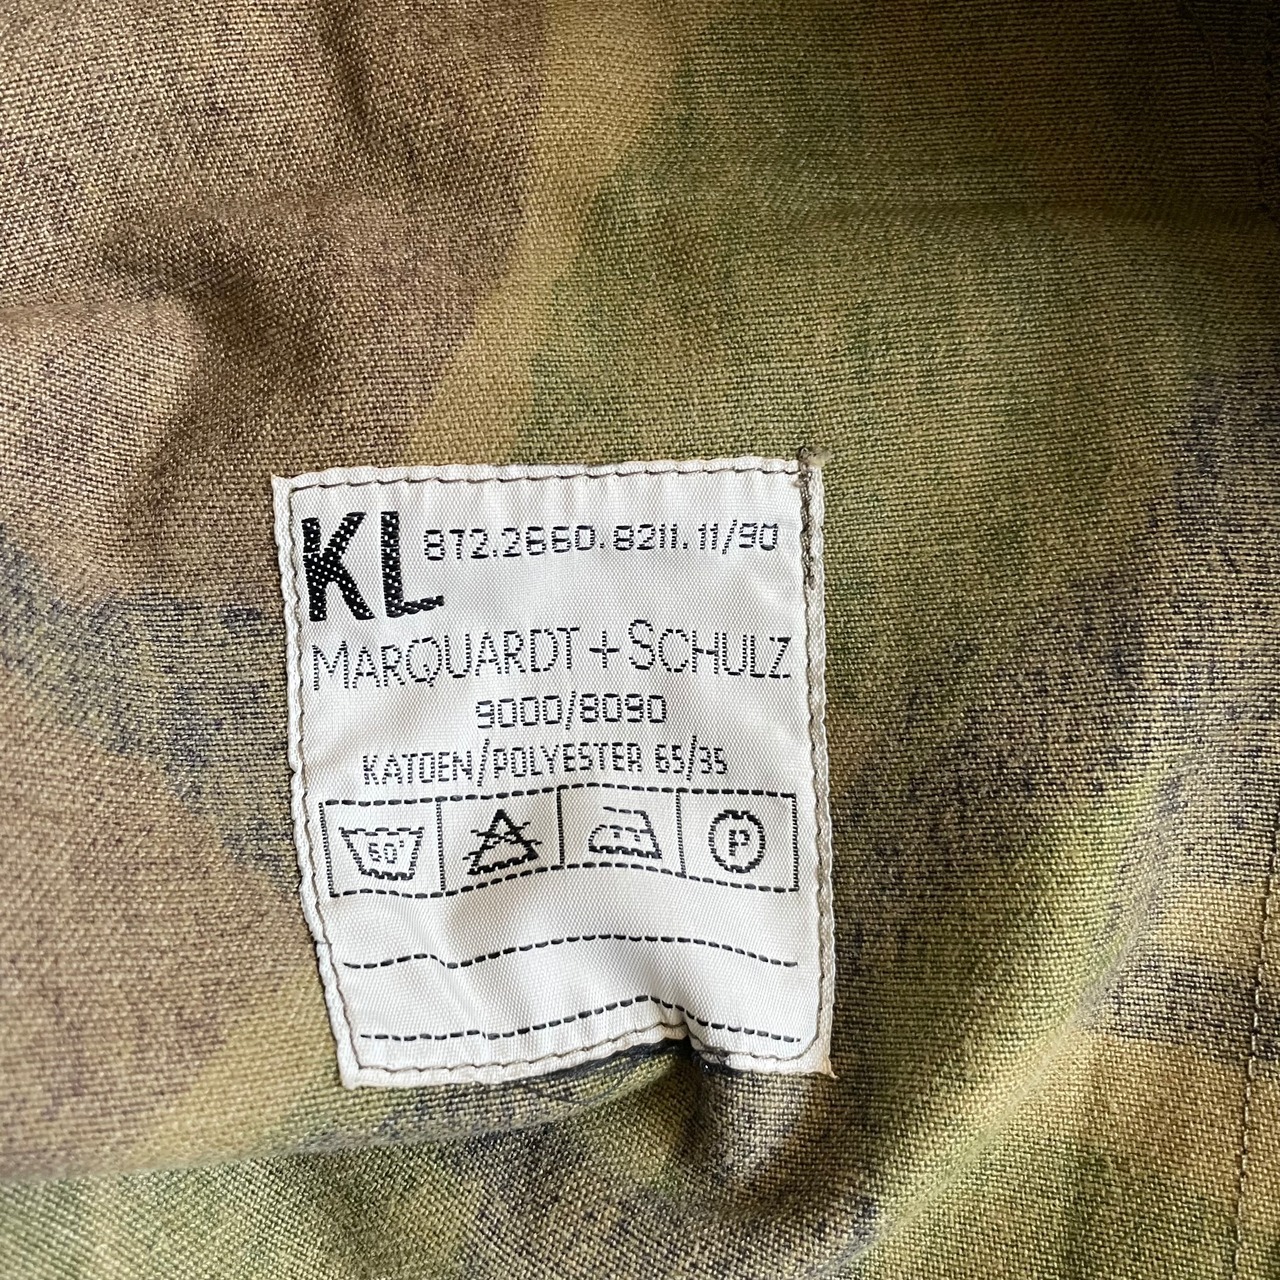 KL 872.2660.8211.11/90
MARQUARDT + SCHULZ
9000/8090
KATOEN/POLYESTER 65/35
60° P